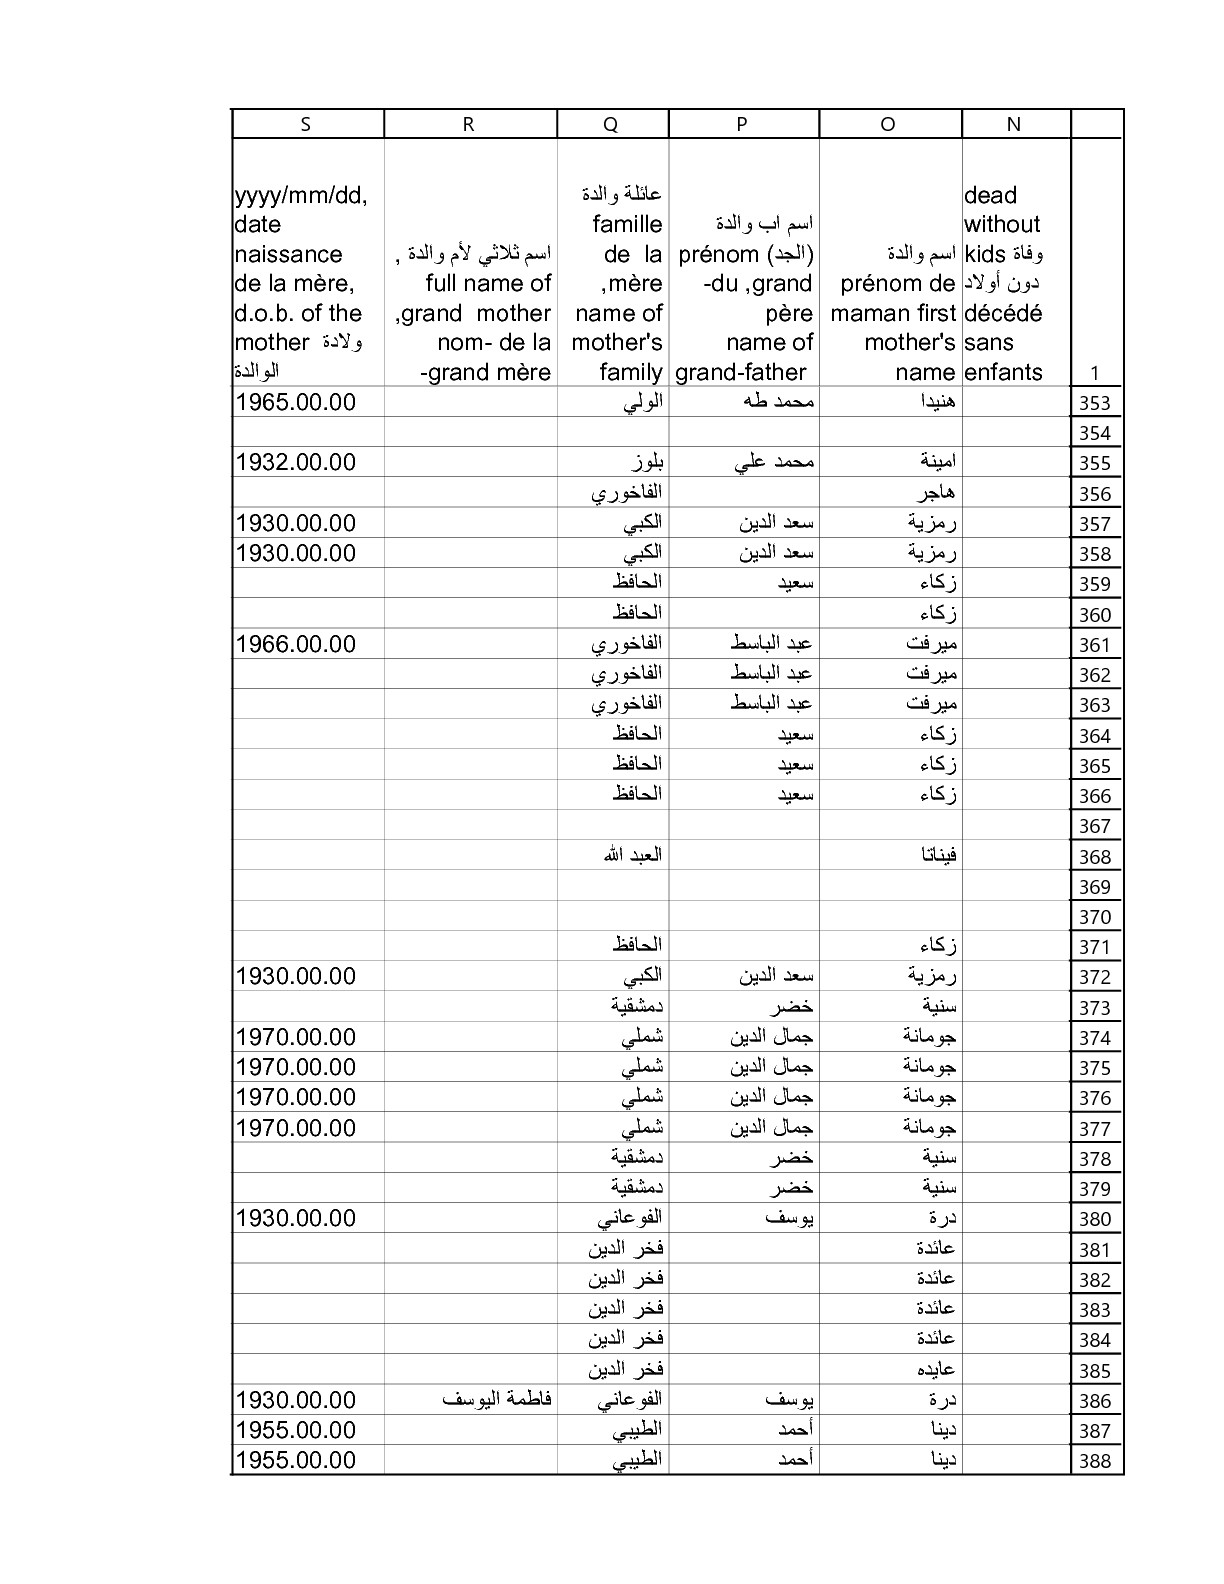 S R Q P O N
yyyy/mm/dd, date naissance de la mère, d.o.b. of the mother ولادة الوالدة
اسم ثلاثي لأم والدة , full name of grand mother, nom- de la grand mère-
عائلة والدة famille de la mère, name of mother's family
اسم اب والدة (الجد) prénom du ,grand- père name of grand-father
اسم والدة prénom de maman first mother's name
dead without kids وفاة دون أولاد décédé sans enfants
1
1965.00.00 الولي محمد طه هنيدا 353
354
1932.00.00 بلوز محمد علي امينة 355
الفاخوري هاجر 356
1930.00.00 الكبي سعد الدين رمزية 357
1930.00.00 الكبي سعد الدين رمزية 358
الحافظ سعيد زكاء 359
الحافظ زكاء 360
1966.00.00 الفاخوري عبد الباسط ميرفت 361
الفاخوري عبد الباسط ميرفت 362
الفاخوري عبد الباسط ميرفت 363
الحافظ سعيد زكاء 364
الحافظ سعيد زكاء 365
الحافظ سعيد زكاء 366
367
العبد الله فيناتا 368
369
370
الحافظ زكاء 371
1930.00.00 الكبي سعد الدين رمزية 372
دمشقية خضر سنية 373
1970.00.00 شملي جمال الدين جومانة 374
1970.00.00 شملي جمال الدين جومانة 375
1970.00.00 شملي جمال الدين جومانة 376
1970.00.00 شملي جمال الدين جومانة 377
دمشقية خضر سنية 378
دمشقية خضر سنية 379
1930.00.00 الفوعاني يوسف درة 380
فخر الدين عائدة 381
فخر الدين عائدة 382
فخر الدين عائدة 383
فخر الدين عائدة 384
فخر الدين عايده 385
1930.00.00 فاطمة اليوسف الفوعاني يوسف درة 386
1955.00.00 الطيبي أحمد دينا 387
1955.00.00 الطيبي أحمد دينا 388